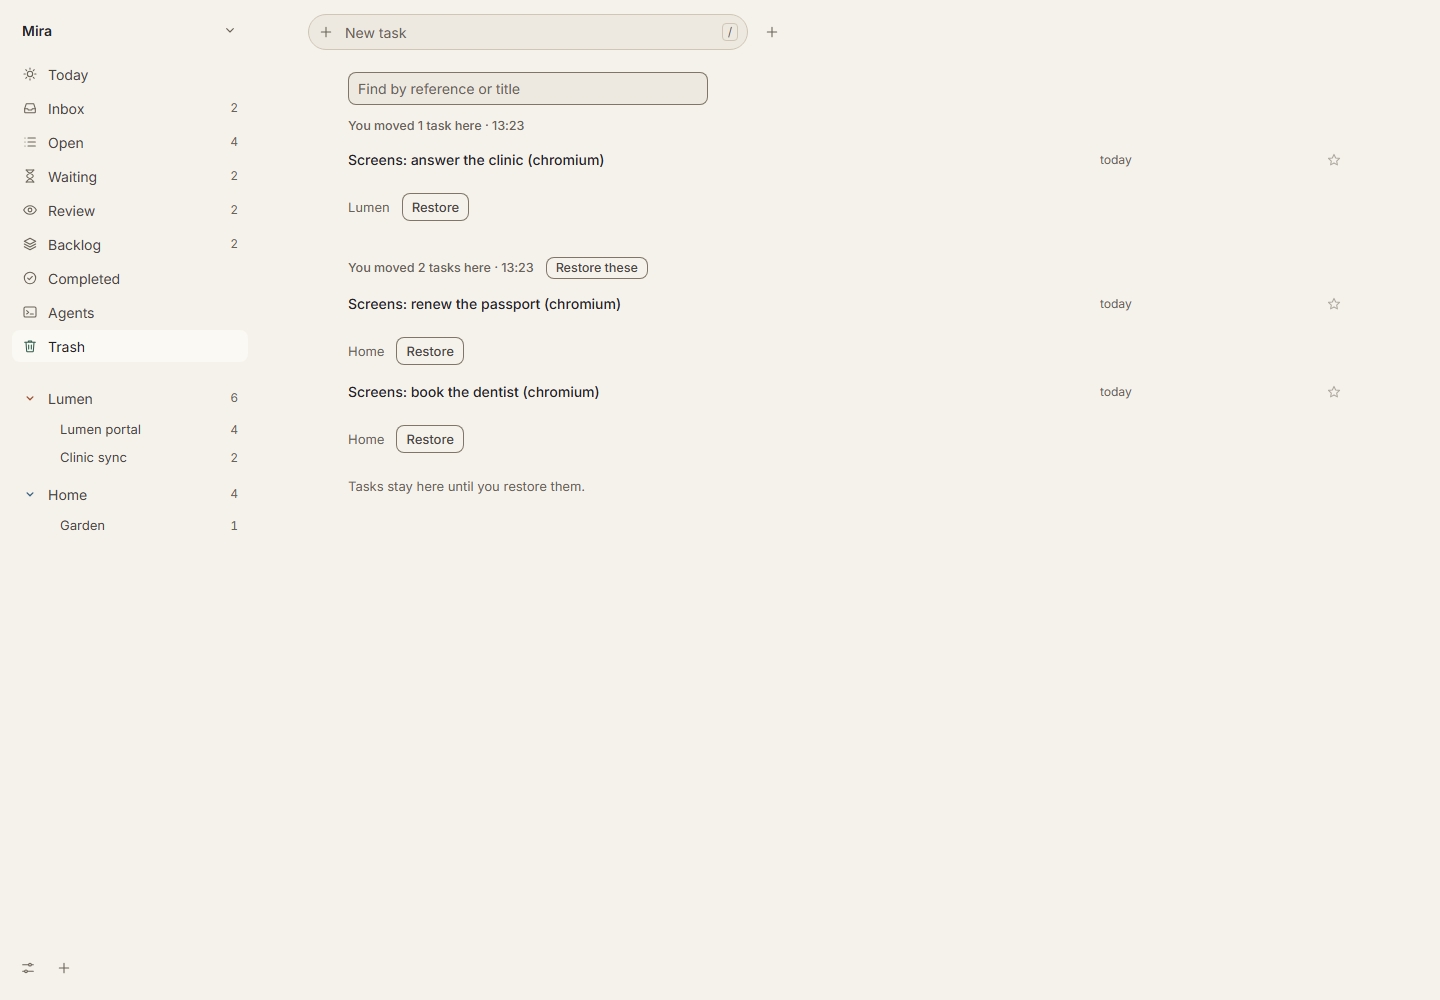 Mira
Today
Inbox 2
Open 4
Waiting 2
Review 2
Backlog 2
Completed
Agents
Trash
Lumen 6
Lumen portal 4
Clinic sync 2
Home 4
Garden 1
New task /
Find by reference or title
You moved 1 task here · 13:23
Screens: answer the clinic (chromium) today
Lumen Restore
You moved 2 tasks here · 13:23 Restore these
Screens: renew the passport (chromium) today
Home Restore
Screens: book the dentist (chromium) today
Home Restore
Tasks stay here until you restore them.